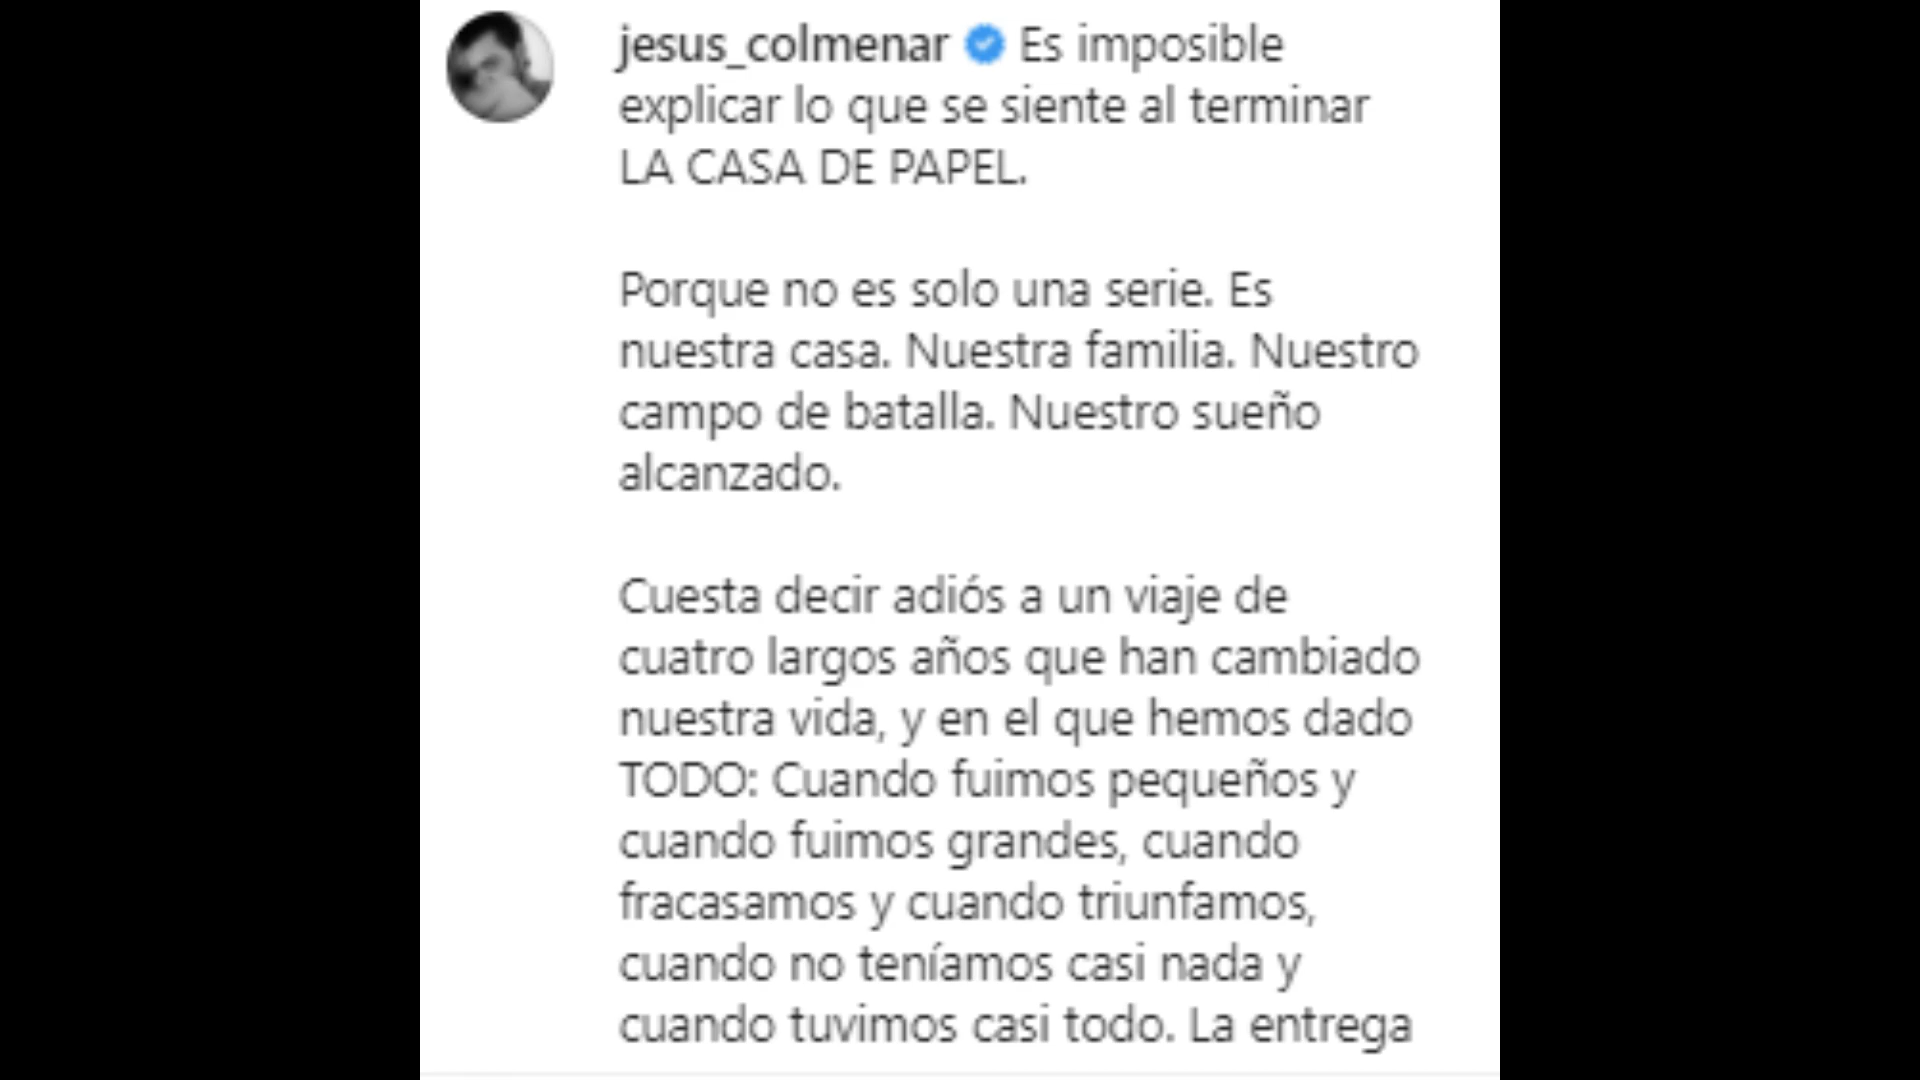 jesus_colmenar Es imposible
explicar lo que se siente al terminar
LA CASA DE PAPEL.
Porque no es solo una serie. Es
nuestra casa. Nuestra familia. Nuestro
campo de batalla. Nuestro sueño
alcanzado.
Cuesta decir adiós a un viaje de
cuatro largos años que han cambiado
nuestra vida, y en el que hemos dado
TODO: Cuando fuimos pequeños y
cuando fuimos grandes, cuando
fracasamos y cuando triunfamos,
cuando no teníamos casi nada y
cuando tuvimos casi todo. La entrega